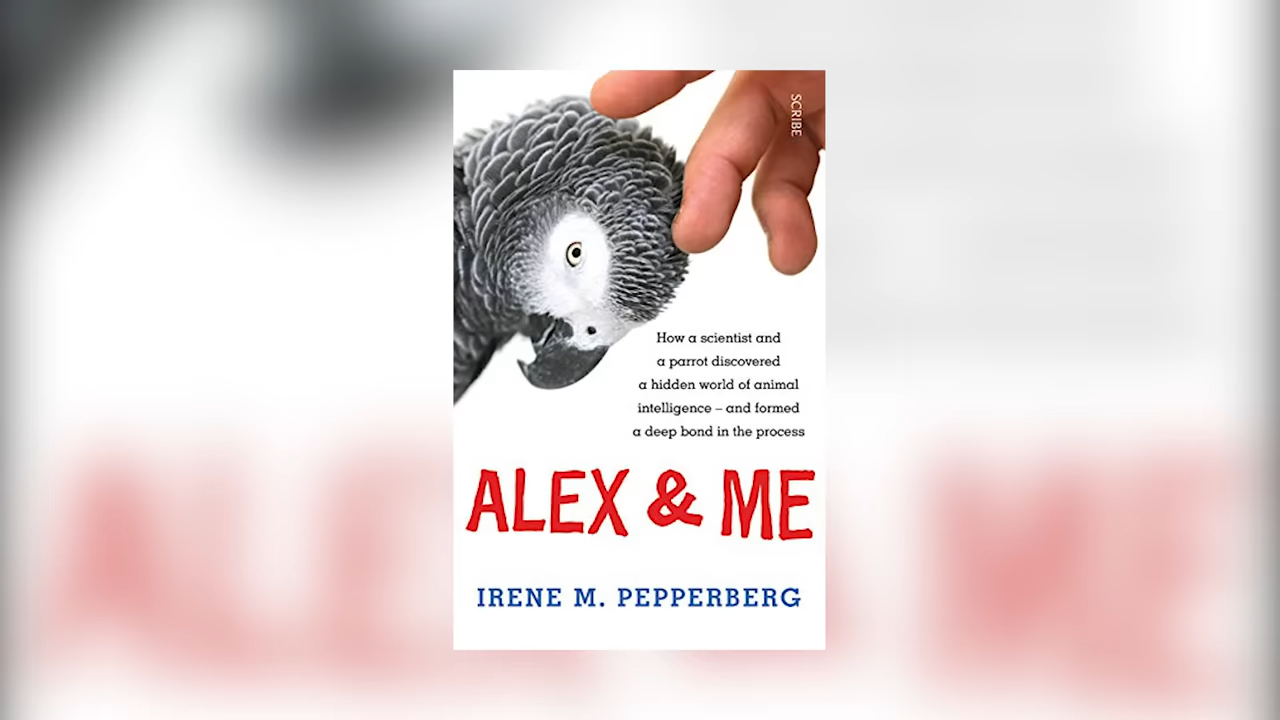 SCRIBE
How a scientist and
a parrot discovered
a hidden world of animal
intelligence – and formed
a deep bond in the process
ALEX & ME
IRENE M. PEPPERBERG